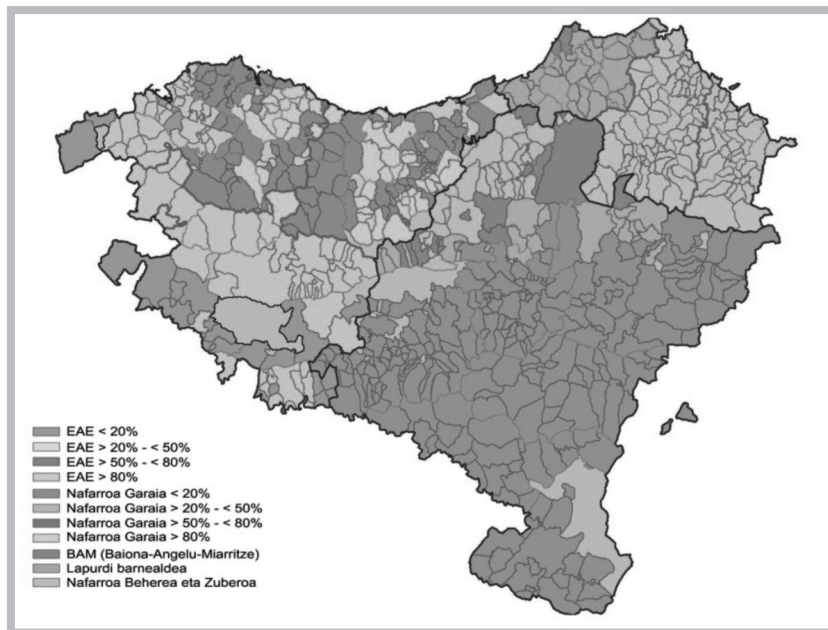 EAE < 20%
EAE > 20% - < 50%
EAE > 50% - < 80%
EAE > 80%
Nafarroa Garaia < 20%
Nafarroa Garaia > 20% - < 50%
Nafarroa Garaia > 50% - < 80%
Nafarroa Garaia > 80%
BAM (Baiona-Angelu-Miarritze)
Lapurdi barnealdea
Nafarroa Beherea eta Zuberoa